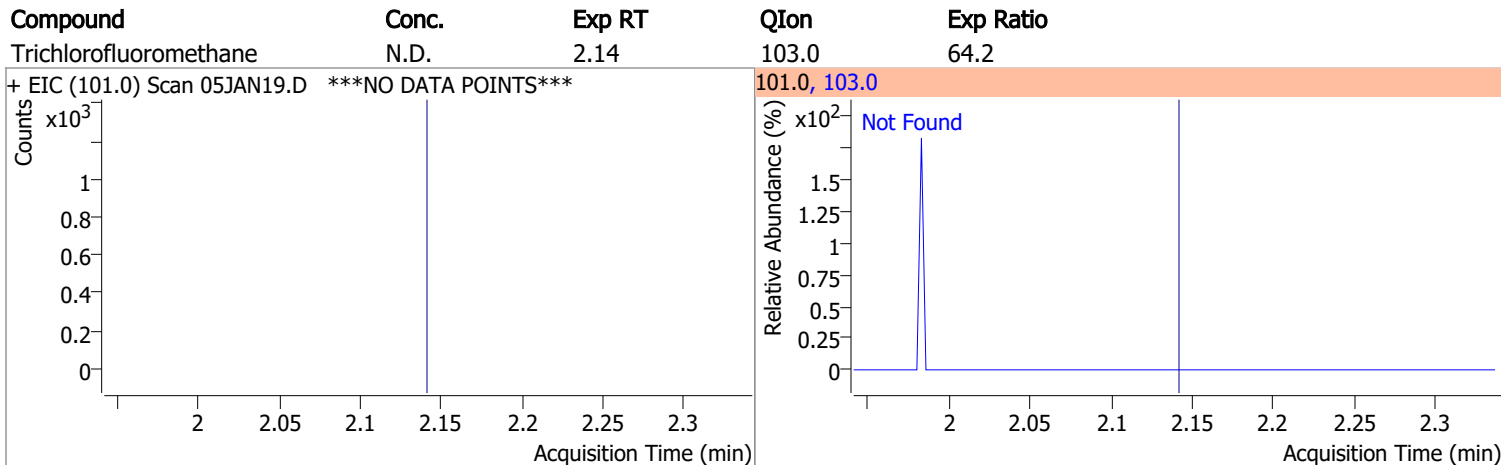 Compound Conc. Exp RT QIon Exp Ratio
Trichlorofluoromethane N.D. 2.14 103.0 64.2
+ EIC (101.0) Scan 05JAN19.D ***NO DATA POINTS***
Counts
x10³
1
0.8
0.6
0.4
0.2
0
2 2.05 2.1 2.15 2.2 2.25 2.3
Acquisition Time (min)
101.0, 103.0
Relative Abundance (%)
x10²
Not Found
1.5
1.25
1
0.75
0.5
0.25
0
2 2.05 2.1 2.15 2.2 2.25 2.3
Acquisition Time (min)